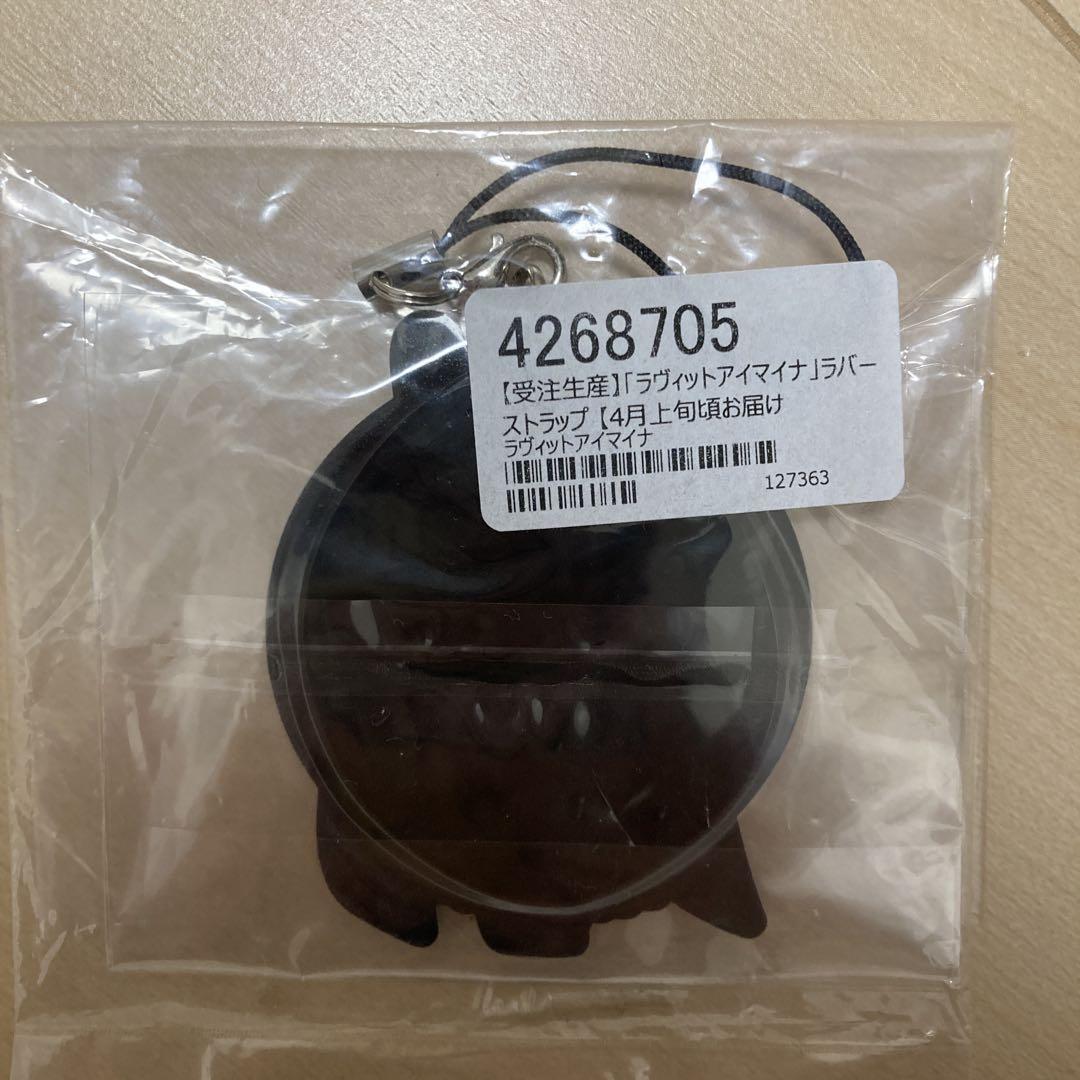 4268705
【受注生産】「ラヴィットアイマイナ」ラバー
ストラップ 【4月上旬頃お届け
ラヴィットアイマイナ
127363